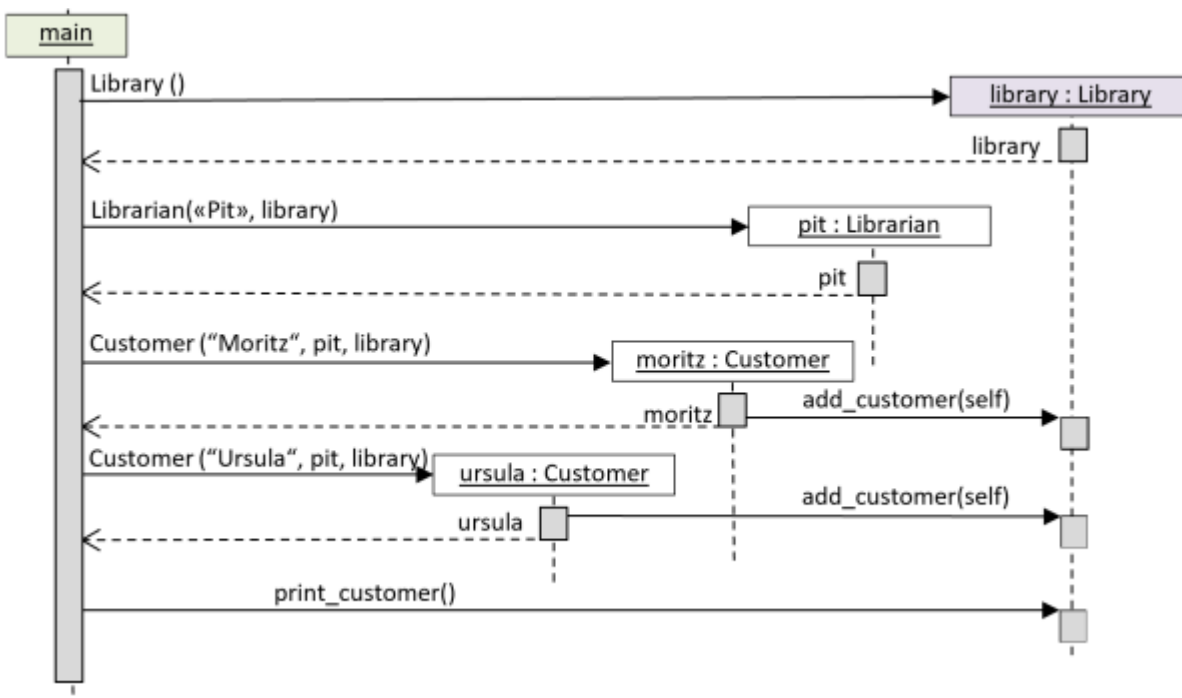 main
Library ()
library : Library
library
Librarian(«Pit», library)
pit : Librarian
pit
Customer (“Moritz“, pit, library)
moritz : Customer
add_customer(self)
moritz
Customer (“Ursula“, pit, library)
ursula : Customer
add_customer(self)
ursula
print_customer()